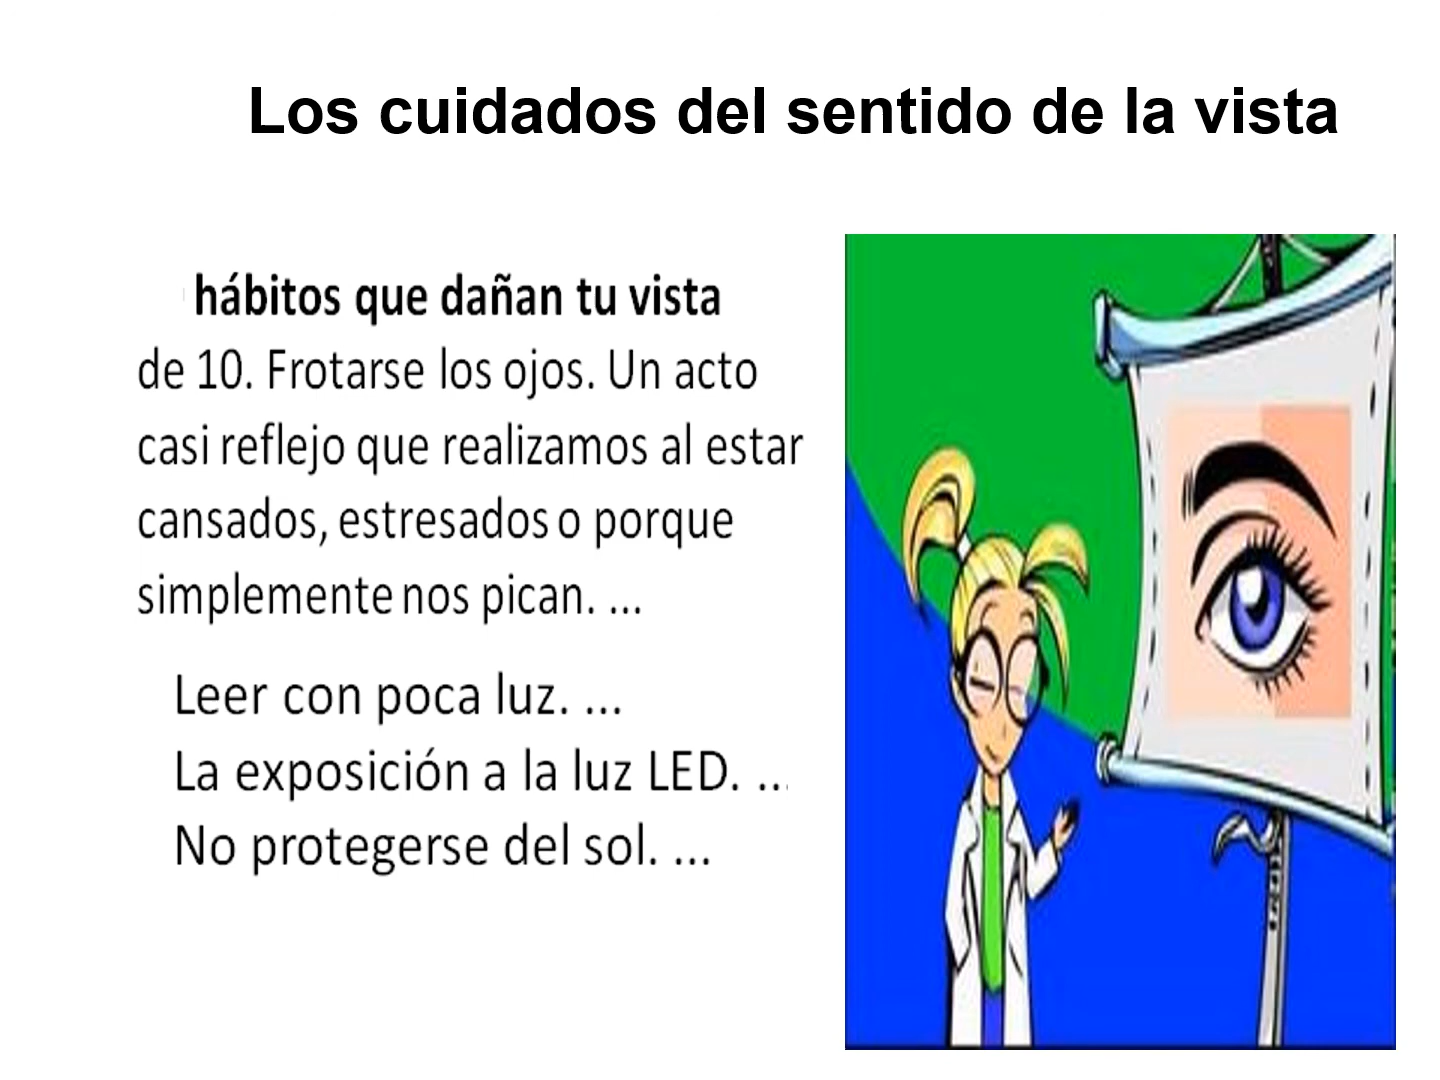 Los cuidados del sentido de la vista
hábitos que dañan tu vista
de 10. Frotarse los ojos. Un acto
casi reflejo que realizamos al estar
cansados, estresados o porque
simplemente nos pican. ...
Leer con poca luz. ...
La exposición a la luz LED. ...
No protegerse del sol. ...